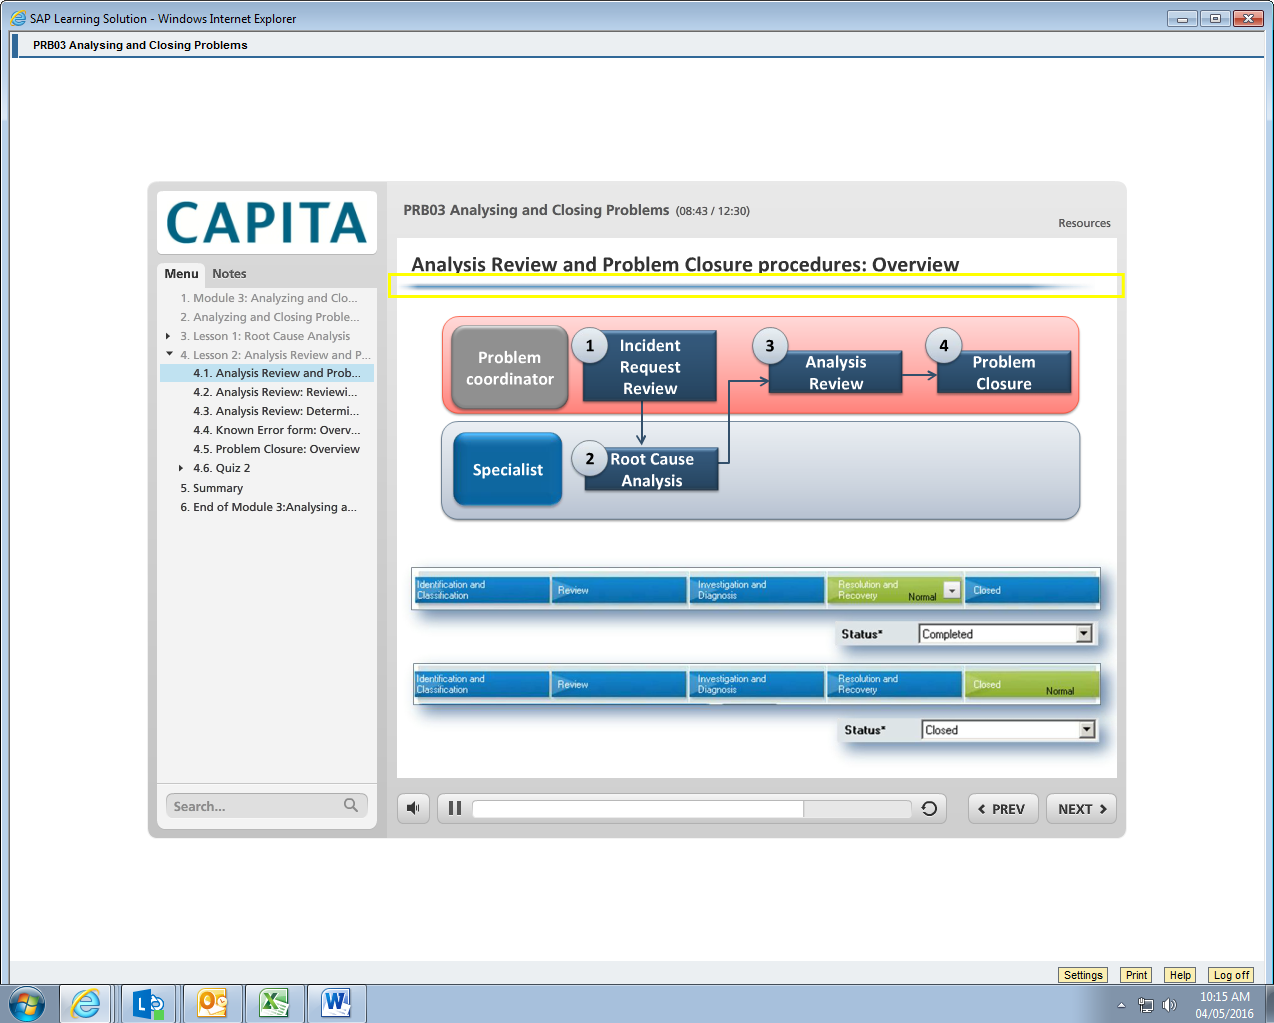 SAP Learning Solution - Windows Internet Explorer
PRB03 Analysing and Closing Problems
CAPITA
PRB03 Analysing and Closing Problems (08:43 / 12:30)
Resources
Menu Notes
1. Module 3: Analyzing and Clo...
2. Analyzing and Closing Proble...
3. Lesson 1: Root Cause Analysis
4. Lesson 2: Analysis Review and P...
4.1. Analysis Review and Prob...
4.2. Analysis Review: Reviewi...
4.3. Analysis Review: Determi...
4.4. Known Error form: Overv...
4.5. Problem Closure: Overview
4.6. Quiz 2
5. Summary
6. End of Module 3:Analysing a...
Search...
Analysis Review and Problem Closure procedures: Overview
Problem
coordinator
1
Incident
Request
Review
3
Analysis
Review
4
Problem
Closure
Specialist
2
Root Cause
Analysis
Identification and
Classification
Review
Investigation and
Diagnosis
Resolution and
Recovery
Normal
Closed
Status* Completed
Identification and
Classification
Review
Investigation and
Diagnosis
Resolution and
Recovery
Closed
Normal
Status* Closed
PREV
NEXT
Settings Print Help Log off
10:15 AM
04/05/2016